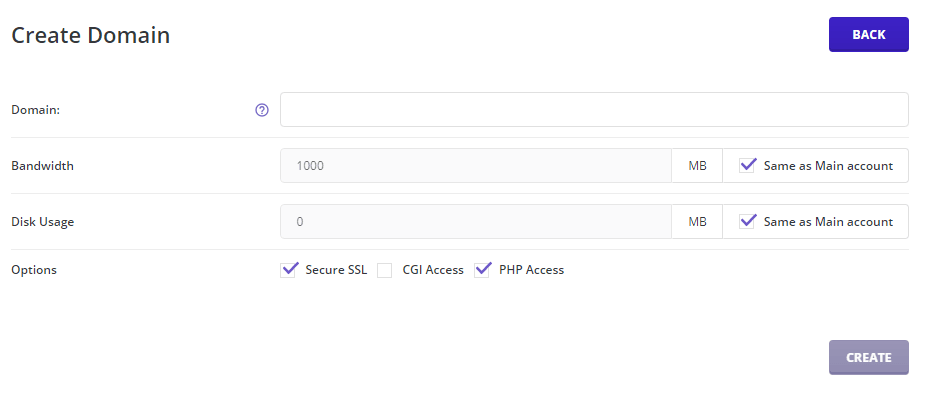 Create Domain BACK
Domain:
Bandwidth 1000 MB Same as Main account
Disk Usage 0 MB Same as Main account
Options Secure SSL CGI Access PHP Access
CREATE